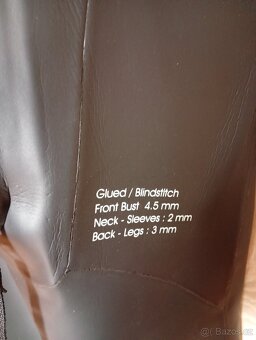 Glued / Blindstitch
Front Bust 4.5 mm
Neck - Sleeves : 2 mm
Back - Legs : 3 mm